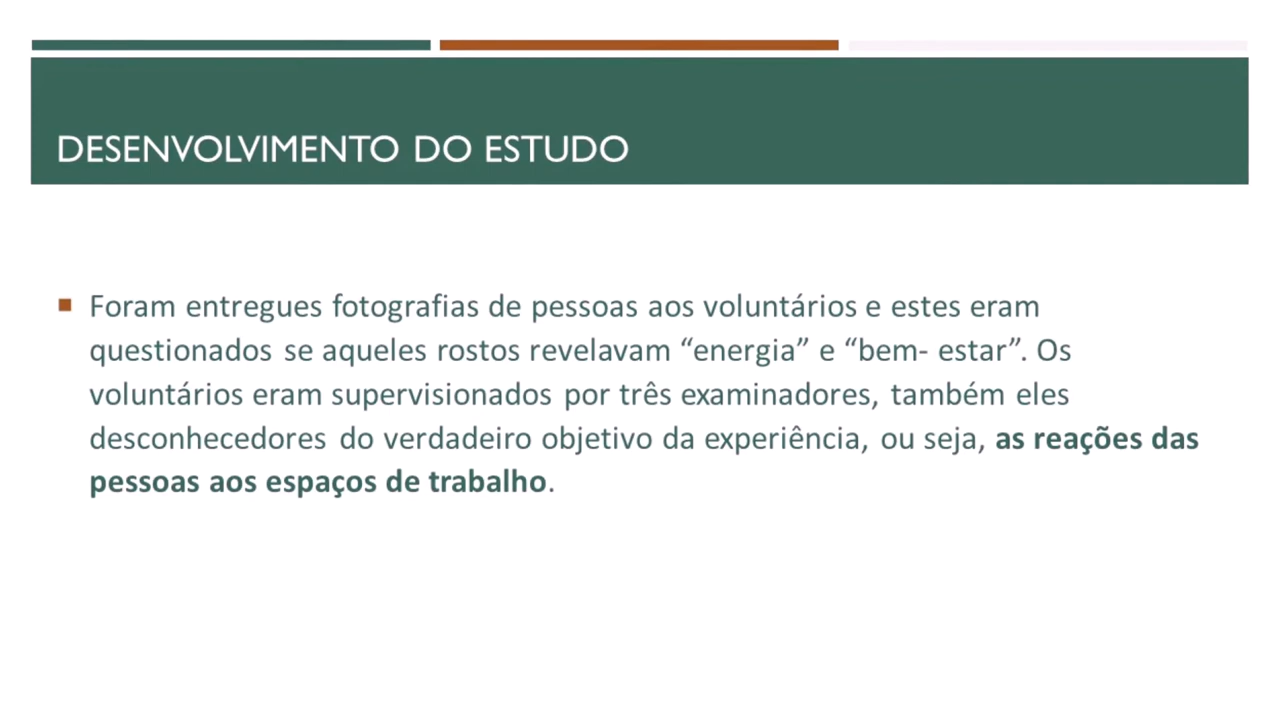 DESENVOLVIMENTO DO ESTUDO
Foram entregues fotografias de pessoas aos voluntários e estes eram
questionados se aqueles rostos revelavam “energia” e “bem- estar”. Os
voluntários eram supervisionados por três examinadores, também eles
desconhecedores do verdadeiro objetivo da experiência, ou seja, as reações das
pessoas aos espaços de trabalho.